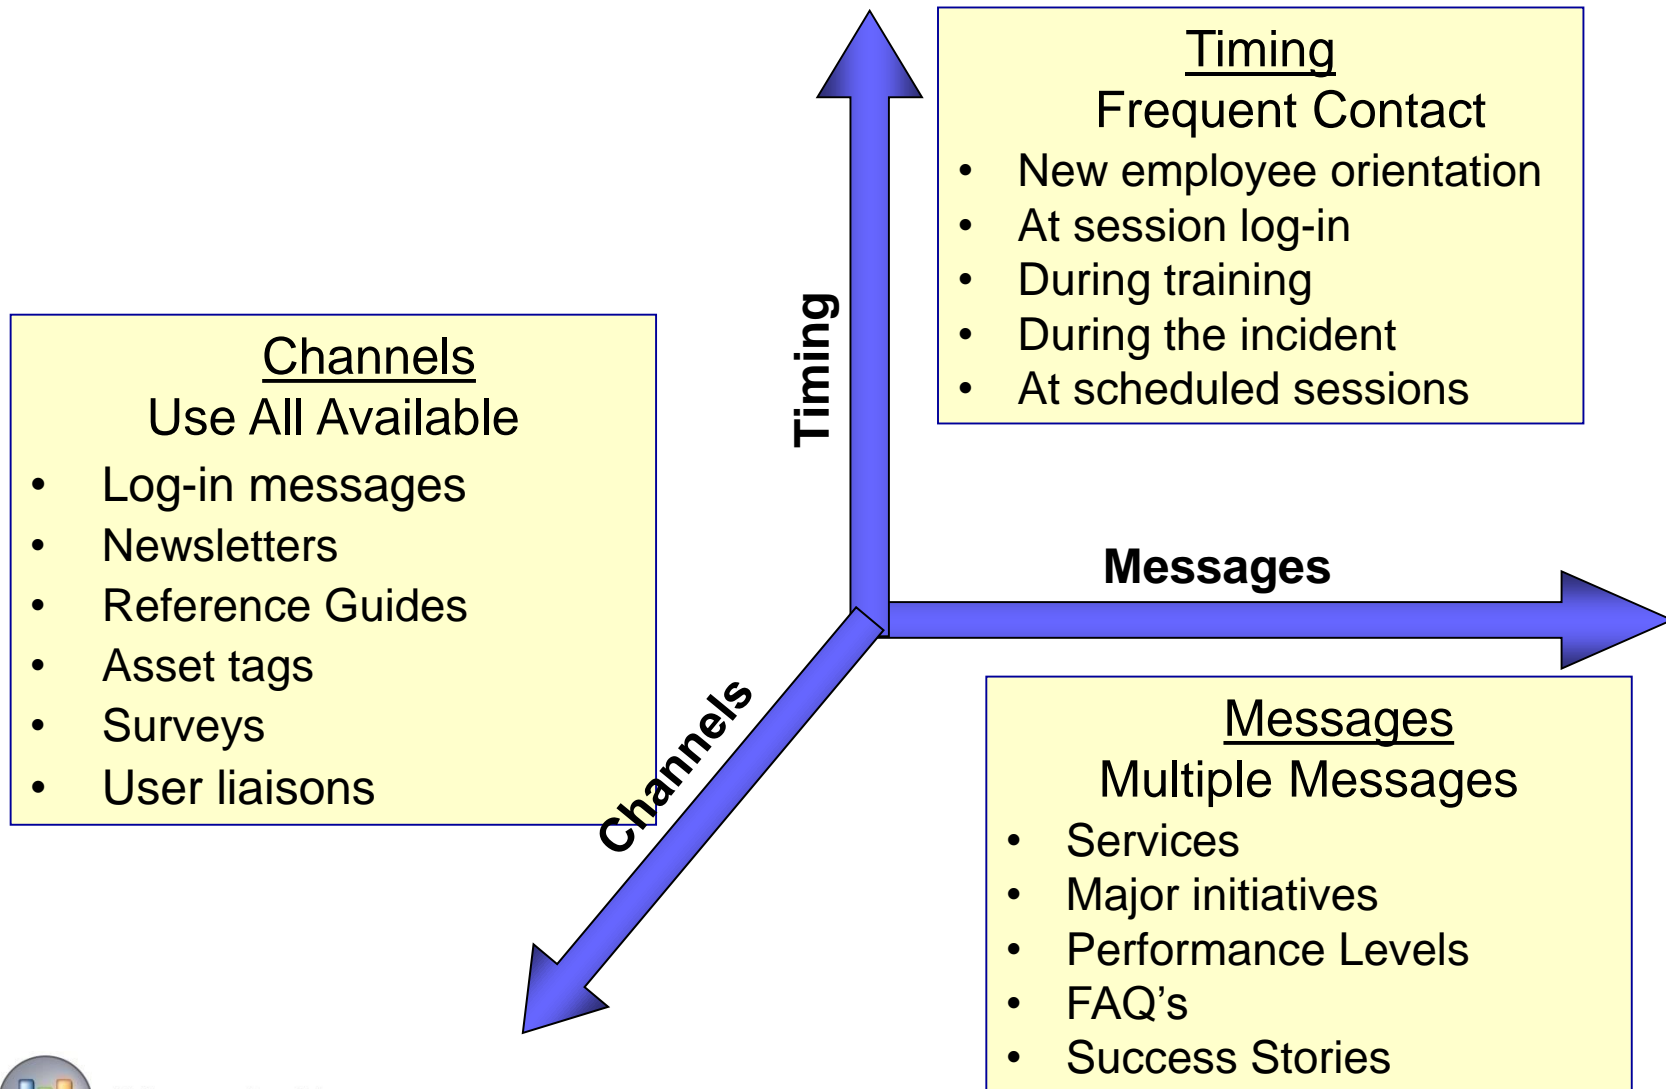 Timing
Frequent Contact
• New employee orientation
• At session log-in
• During training
• During the incident
• At scheduled sessions
Timing
Channels
Use All Available
• Log-in messages
• Newsletters
• Reference Guides
• Asset tags
• Surveys
• User liaisons
Messages
Channels
Messages
Multiple Messages
• Services
• Major initiatives
• Performance Levels
• FAQ’s
• Success Stories